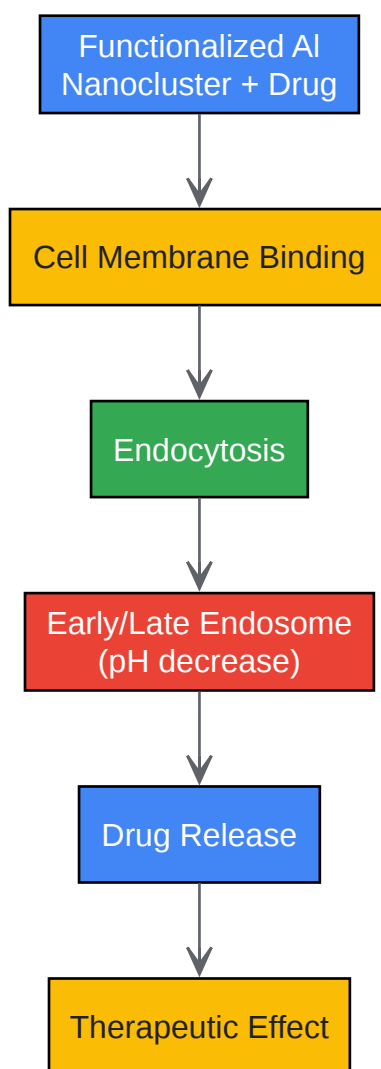 Functionalized Al
Nanocluster + Drug
Cell Membrane Binding
Endocytosis
Early/Late Endosome
(pH decrease)
Drug Release
Therapeutic Effect